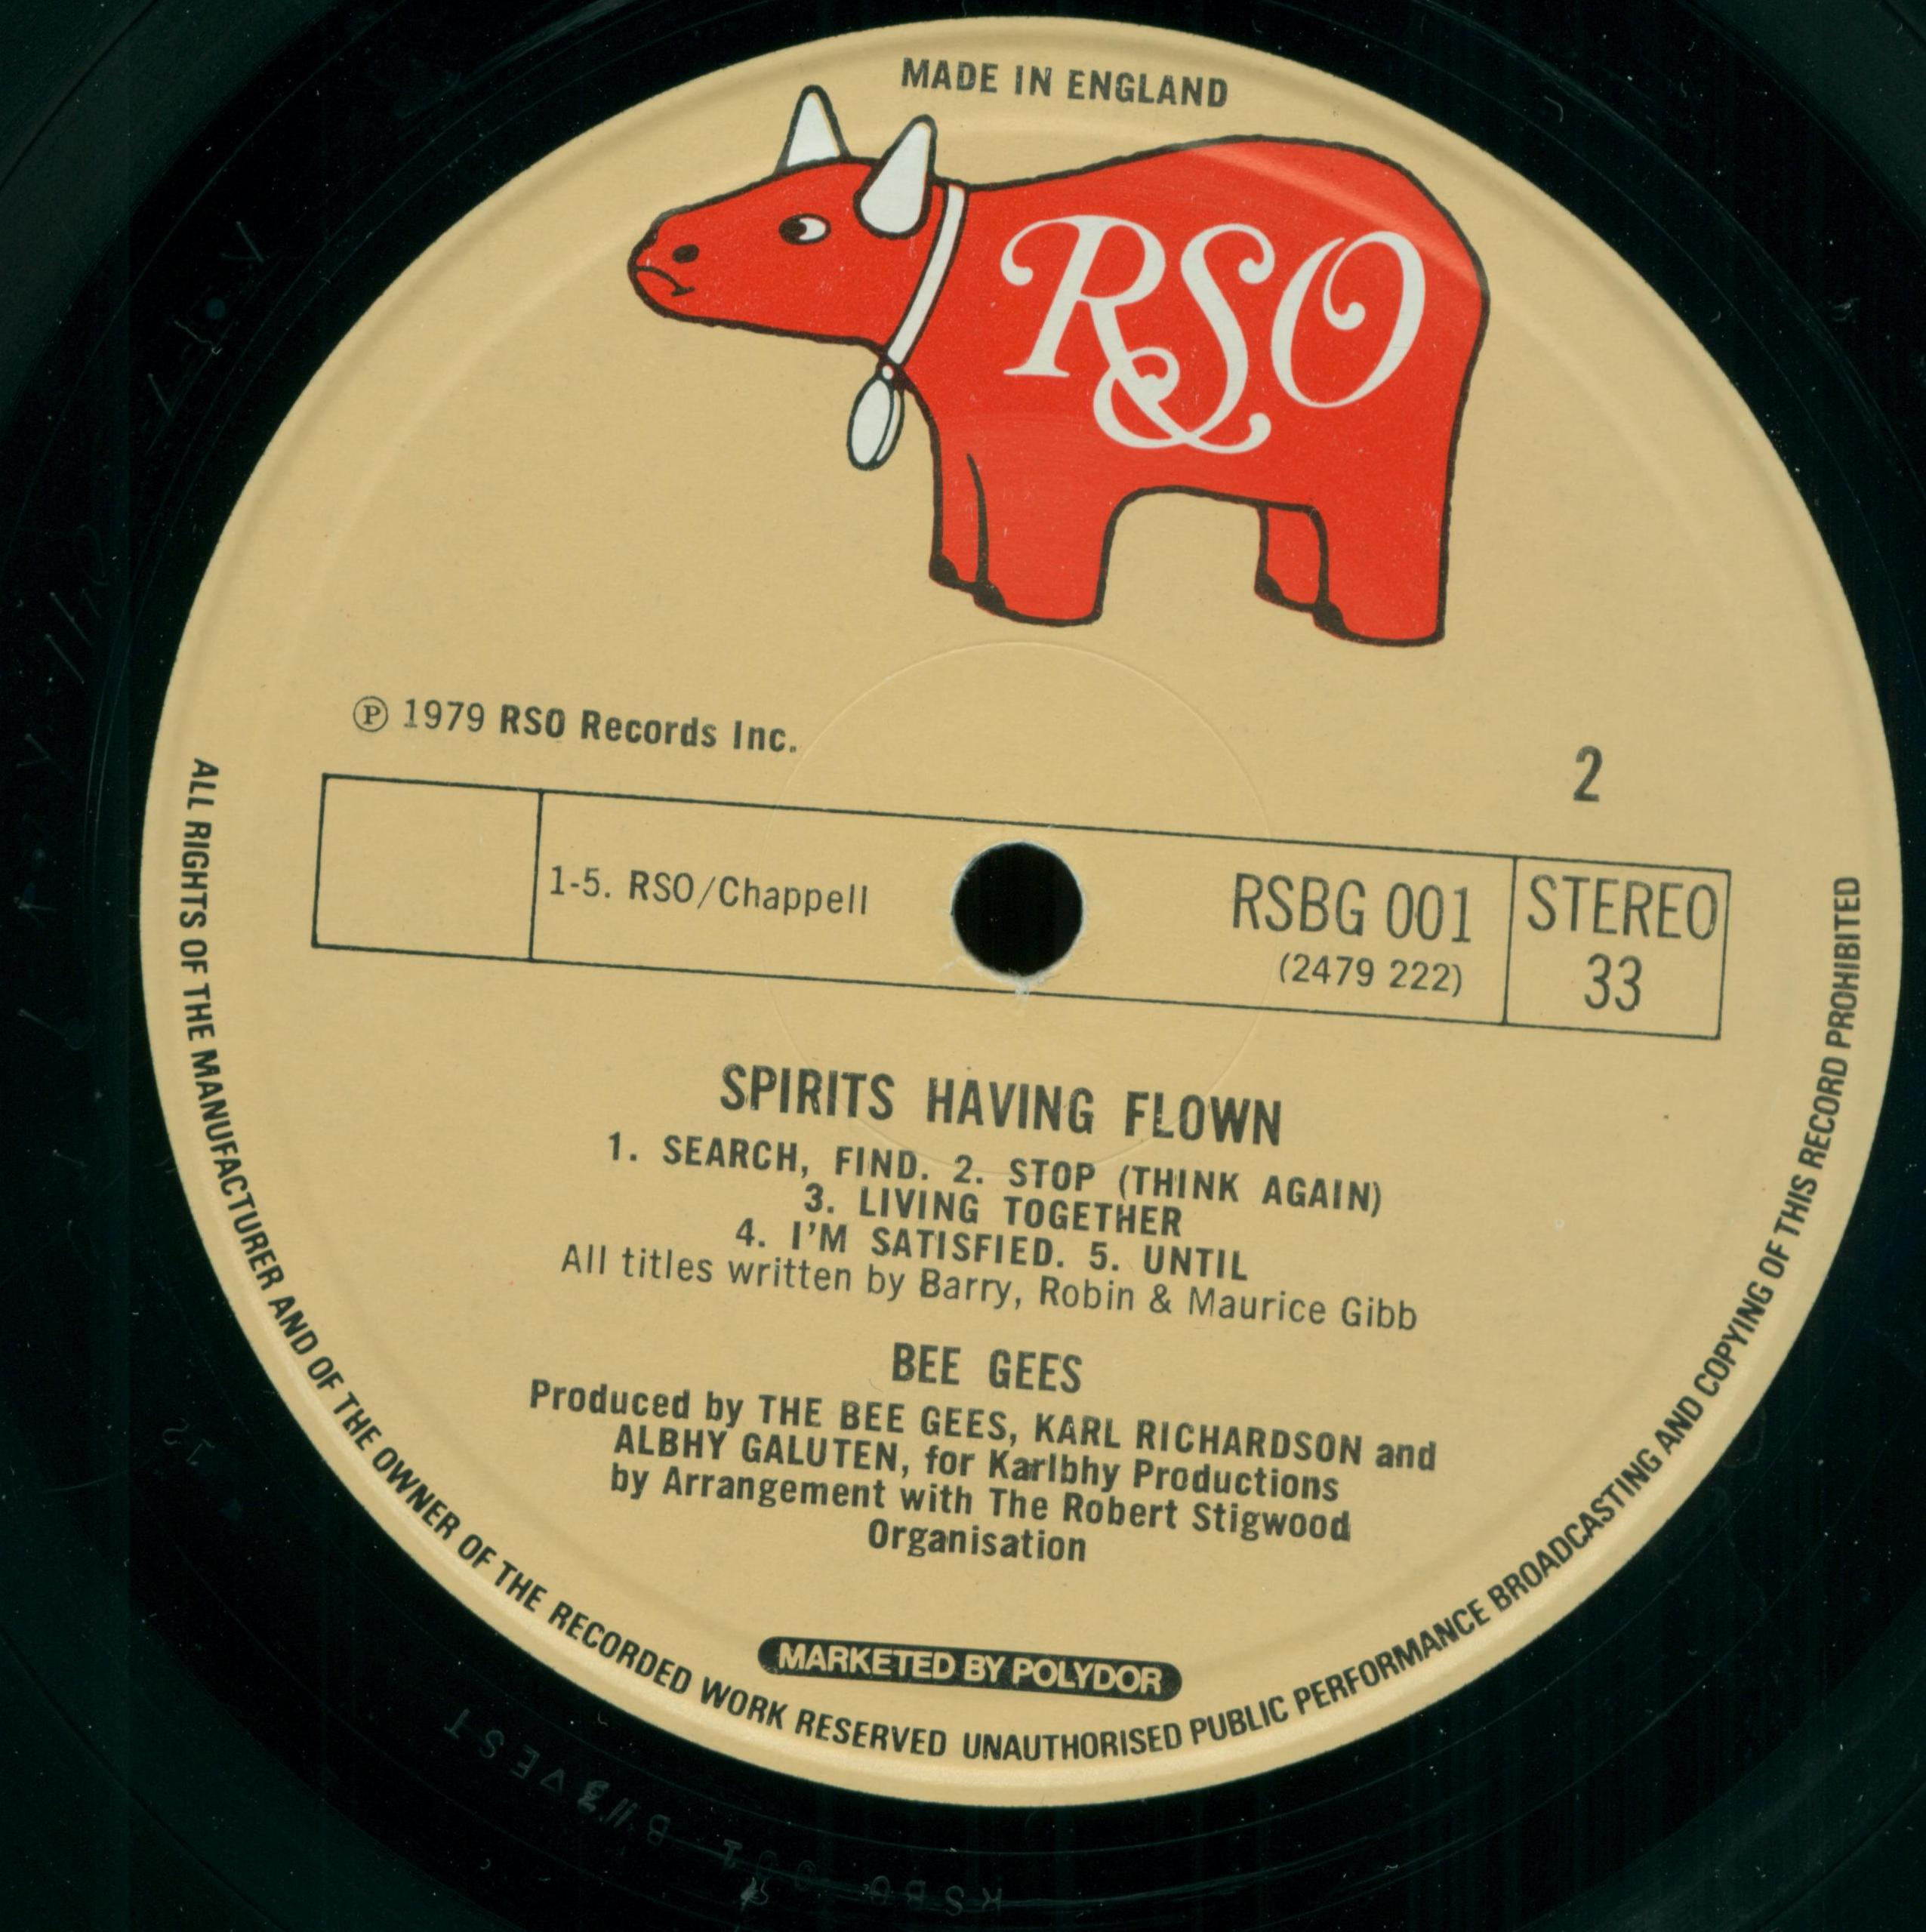 MADE IN ENGLAND
RSO
℗ 1979 RSO Records Inc.
2
1-5. RSO/Chappell
RSBG 001
(2479 222)
STEREO
33
SPIRITS HAVING FLOWN
1. SEARCH, FIND. 2. STOP (THINK AGAIN)
3. LIVING TOGETHER
4. I'M SATISFIED. 5. UNTIL
All titles written by Barry, Robin & Maurice Gibb
BEE GEES
Produced by THE BEE GEES, KARL RICHARDSON and
ALBHY GALUTEN, for Karlbhy Productions
by Arrangement with The Robert Stigwood
Organisation
MARKETED BY POLYDOR
ALL RIGHTS OF THE MANUFACTURER AND OF THE OWNER OF THE RECORDED WORK RESERVED UNAUTHORISED PUBLIC PERFORMANCE BROADCASTING AND COPYING OF THIS RECORD PROHIBITED